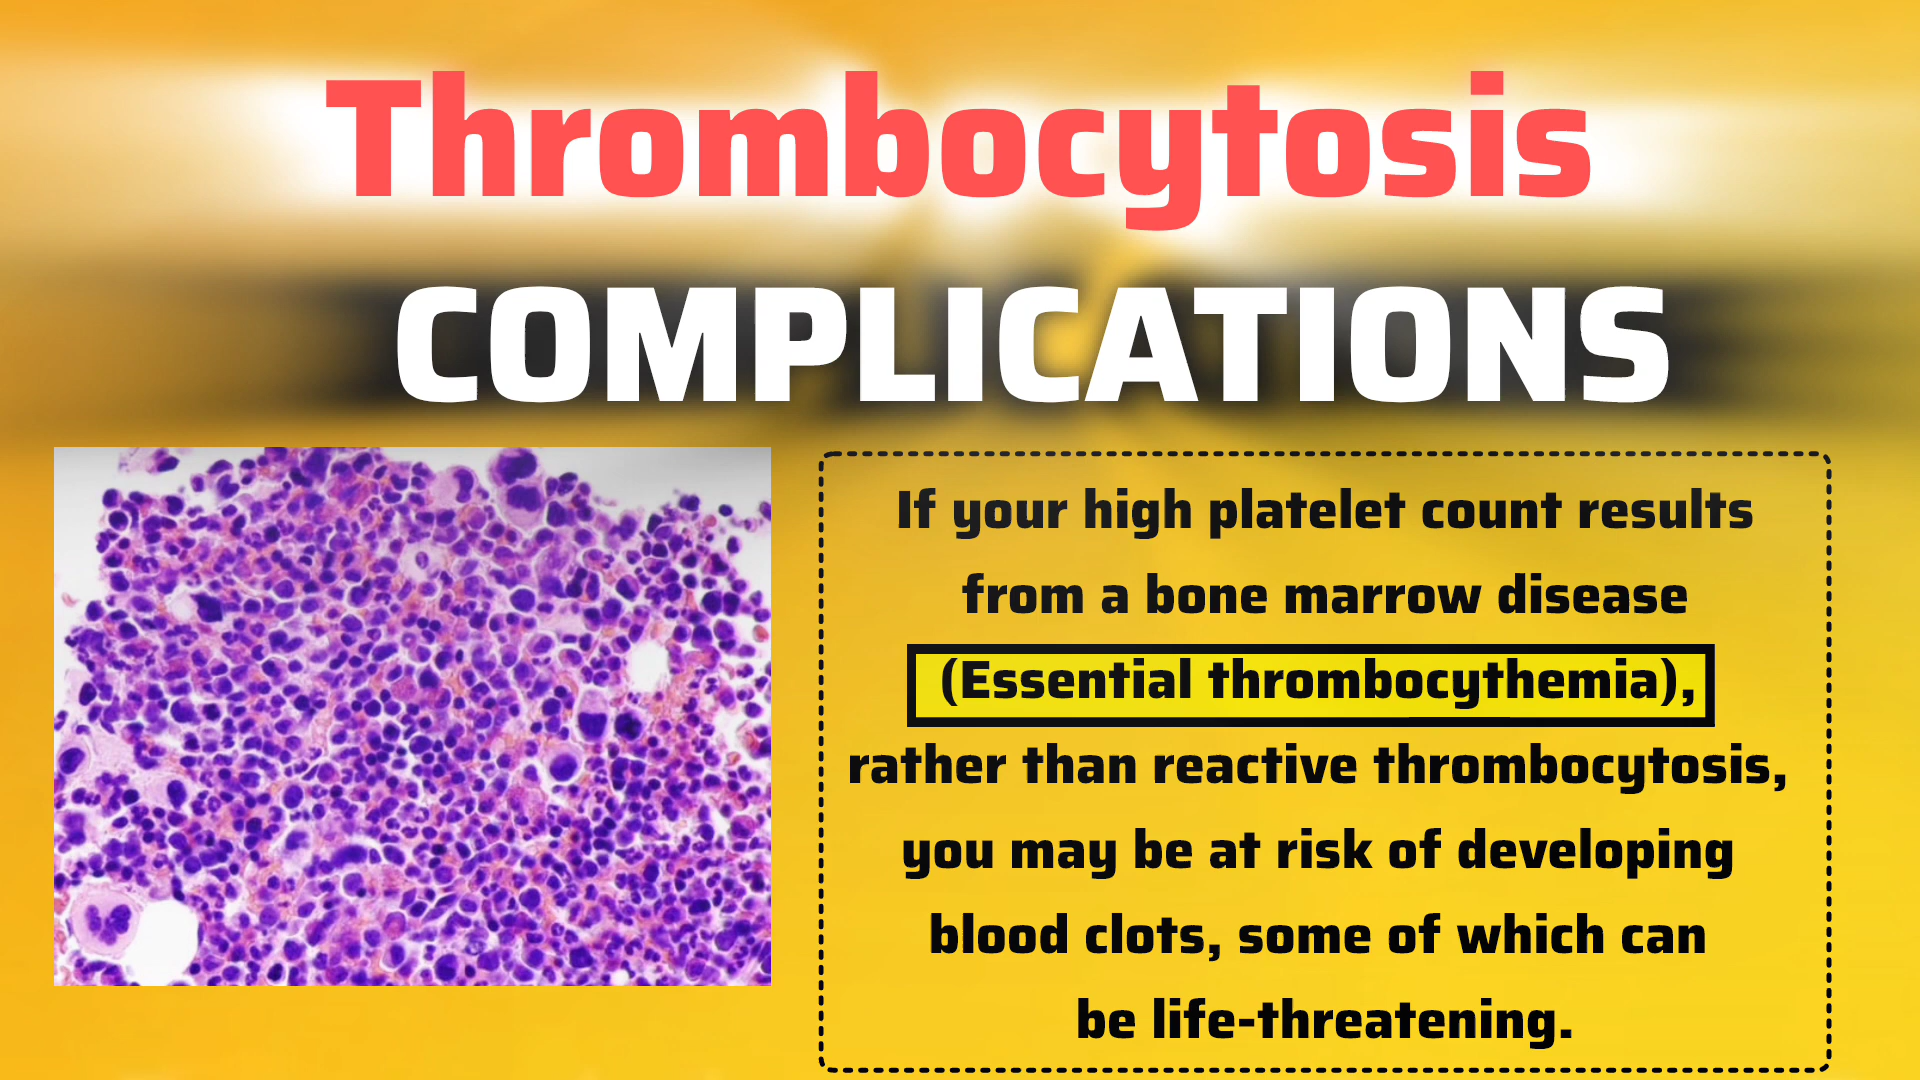 Thrombocytosis
COMPLICATIONS
If your high platelet count results
from a bone marrow disease
(Essential thrombocythemia),
rather than reactive thrombocytosis,
you may be at risk of developing
blood clots, some of which can
be life-threatening.